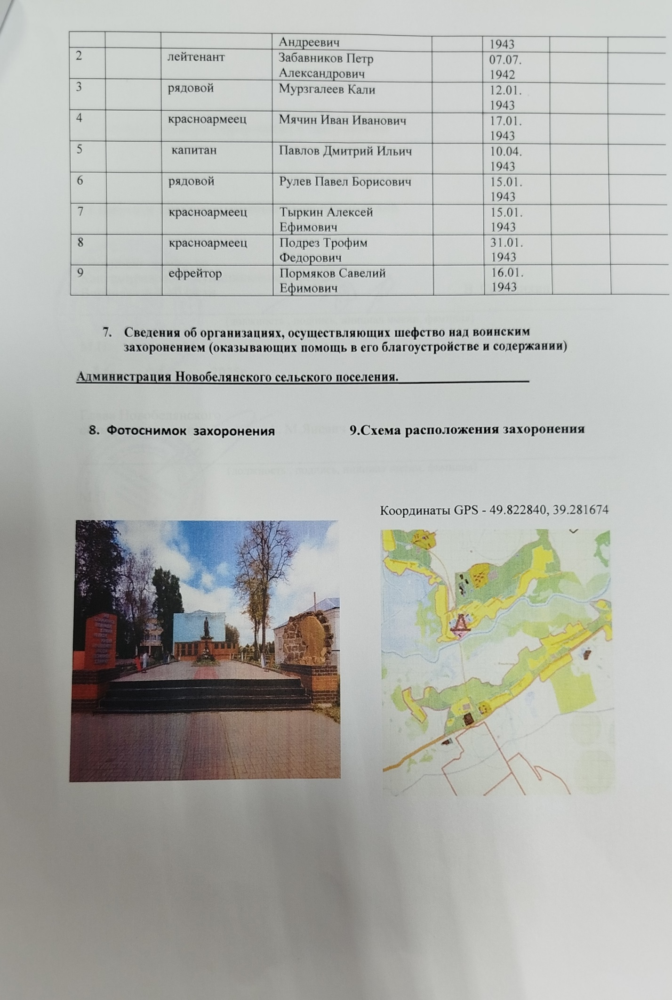 Андреевич 1943
2 лейтенант Забавников Петр 07.07.
Александрович 1942
3 рядовой Мурзгалеев Кали 12.01.
1943
4 красноармеец Мячин Иван Иванович 17.01.
1943
5 капитан Павлов Дмитрий Ильич 10.04.
1943
6 рядовой Рулев Павел Борисович 15.01.
1943
7 красноармеец Тыркин Алексей 15.01.
Ефимович 1943
8 красноармеец Подрез Трофим 31.01.
Федорович 1943
9 ефрейтор Пормяков Савелий 16.01.
Ефимович 1943
7. Сведения об организациях, осуществляющих шефство над воинским
захоронением (оказывающих помощь в его благоустройстве и содержании)
Администрация Новобелянского сельского поселения.
8. Фотоснимок захоронения 9.Схема расположения захоронения
Координаты GPS - 49.822840, 39.281674